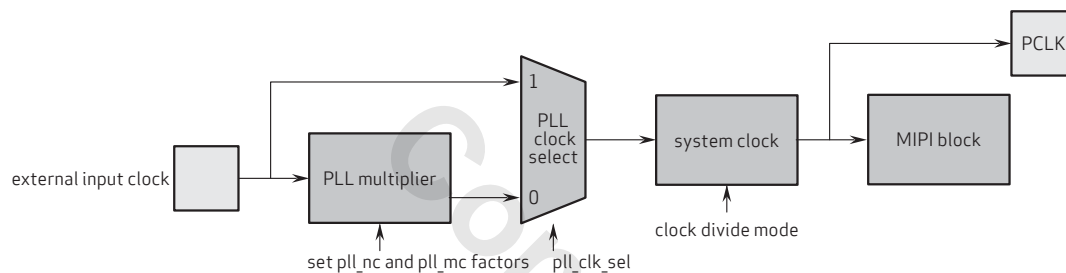 PCLK
1
PLL
clock
select
system clock
MIPI block
external input clock
PLL multiplier
0
clock divide mode
set pll_nc and pll_mc factors
pll_clk_sel
Con